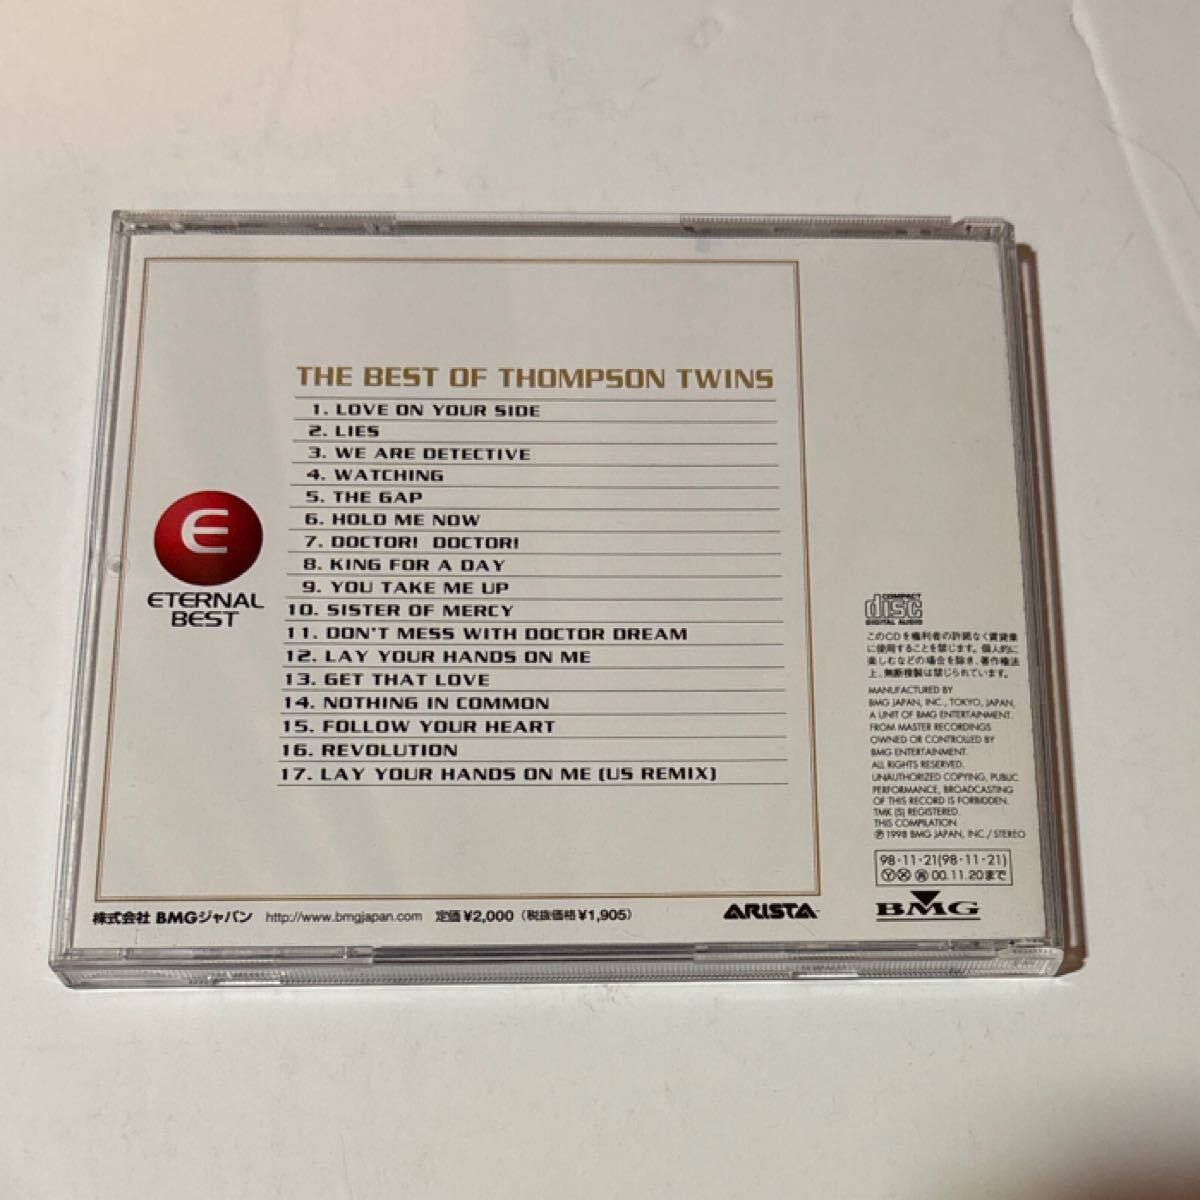 THE BEST OF THOMPSON TWINS
1. LOVE ON YOUR SIDE
2. LIES
3. WE ARE DETECTIVE
4. WATCHING
5. THE GAP
6. HOLD ME NOW
7. DOCTOR! DOCTOR!
8. KING FOR A DAY
9. YOU TAKE ME UP
10. SISTER OF MERCY
11. DON'T MESS WITH DOCTOR DREAM
12. LAY YOUR HANDS ON ME
13. GET THAT LOVE
14. NOTHING IN COMMON
15. FOLLOW YOUR HEART
16. REVOLUTION
17. LAY YOUR HANDS ON ME (US REMIX)
E
ETERNAL
BEST
COMPACT
disc
DIGITAL AUDIO
このCDを権利者の許諾なく賃貸業
に使用することを禁じます。個人的に
楽しむなどの場合を除き、著作権法
上、無断複製は禁じられています。
MANUFACTURED BY
BMG JAPAN, INC., TOKYO, JAPAN,
A UNIT OF BMG ENTERTAINMENT.
FROM MASTER RECORDINGS
OWNED OR CONTROLLED BY
BMG ENTERTAINMENT.
ALL RIGHTS RESERVED.
UNAUTHORIZED COPYING, PUBLIC
PERFORMANCE, BROADCASTING
OF THIS RECORD IS FORBIDDEN.
TMK (S) REGISTERED.
THIS COMPILATION
Ⓟ1998 BMG JAPAN, INC. / STEREO
98・11・21(98・11・21)
Ⓨ Ⓧ 再 00.11.20まで
株式会社 BMGジャパン http://www.bmgjapan.com 定価¥2,000（税抜価格¥1,905）
ARISTA
BMG